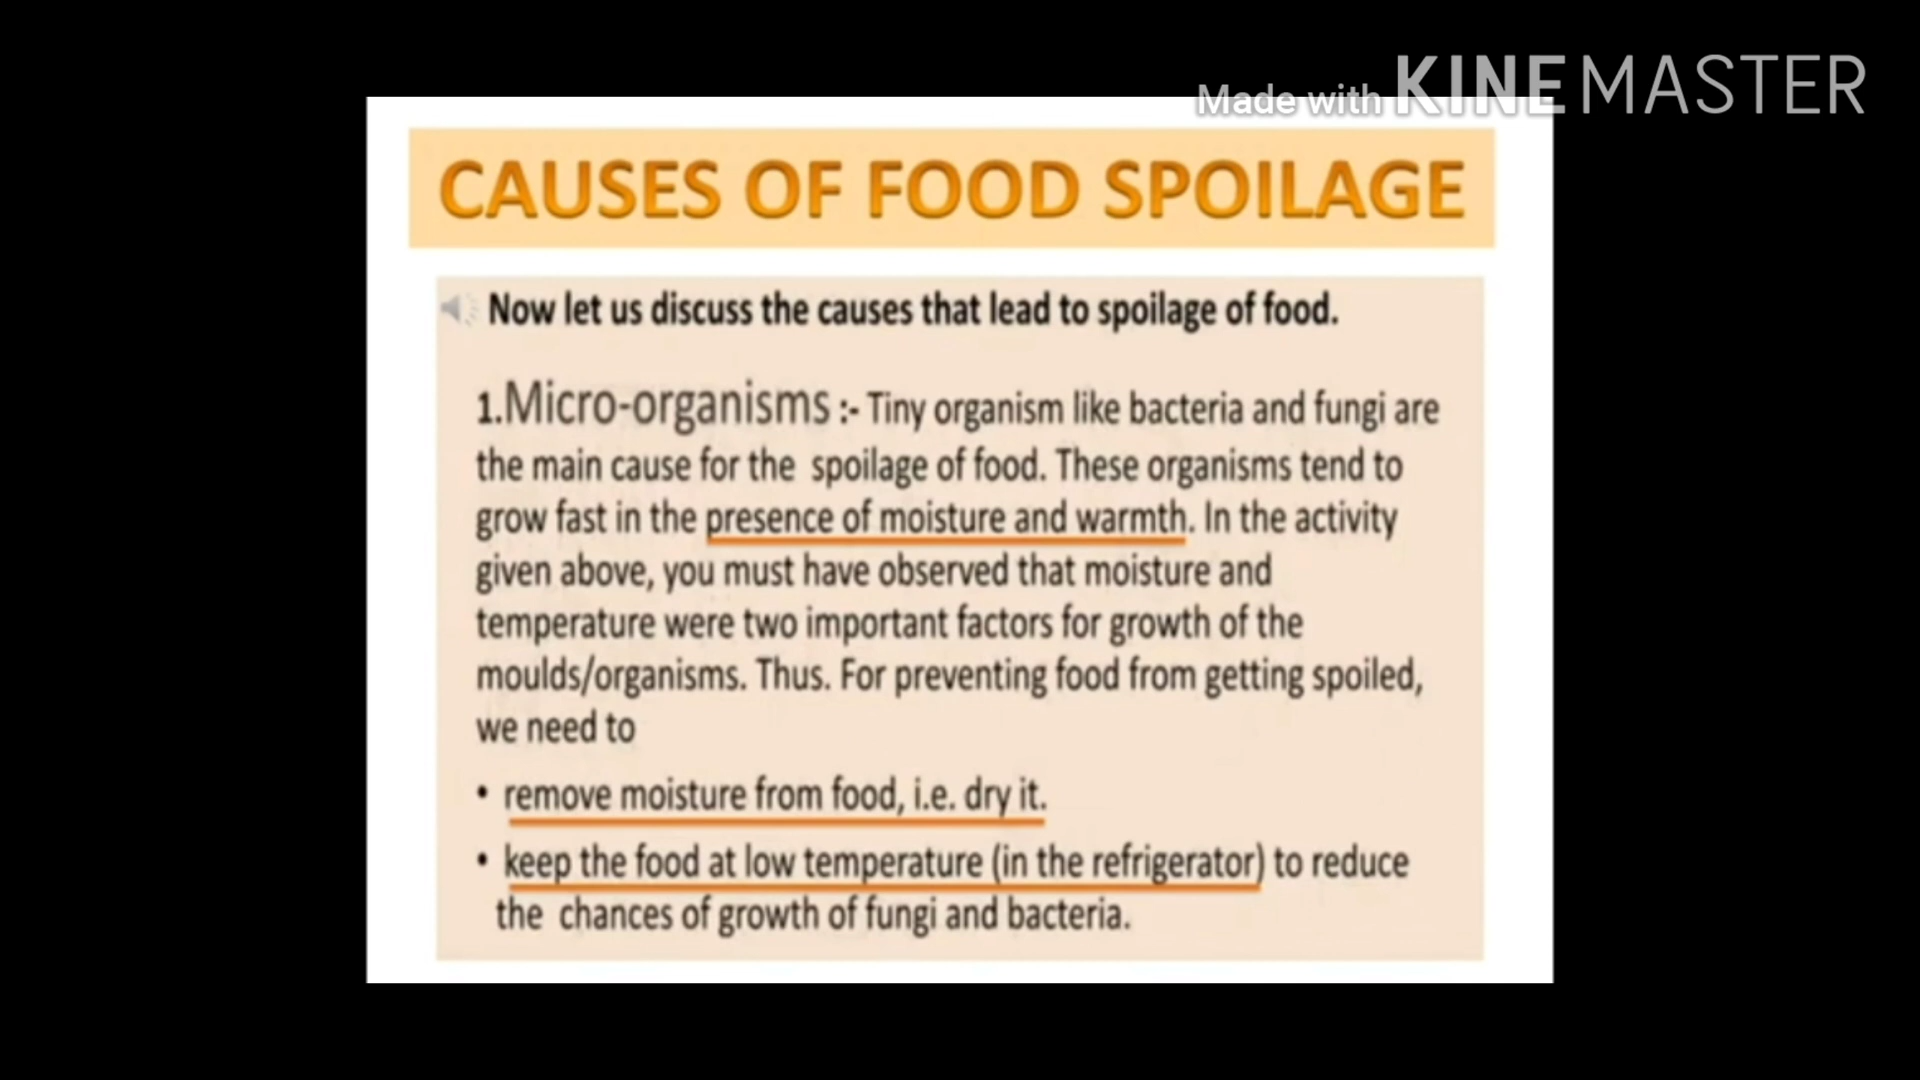 Made with KINEMASTER
CAUSES OF FOOD SPOILAGE
Now let us discuss the causes that lead to spoilage of food.
1.Micro-organisms :- Tiny organism like bacteria and fungi are
the main cause for the spoilage of food. These organisms tend to
grow fast in the presence of moisture and warmth. In the activity
given above, you must have observed that moisture and
temperature were two important factors for growth of the
moulds/organisms. Thus. For preventing food from getting spoiled,
we need to
• remove moisture from food, i.e. dry it.
• keep the food at low temperature (in the refrigerator) to reduce
the chances of growth of fungi and bacteria.